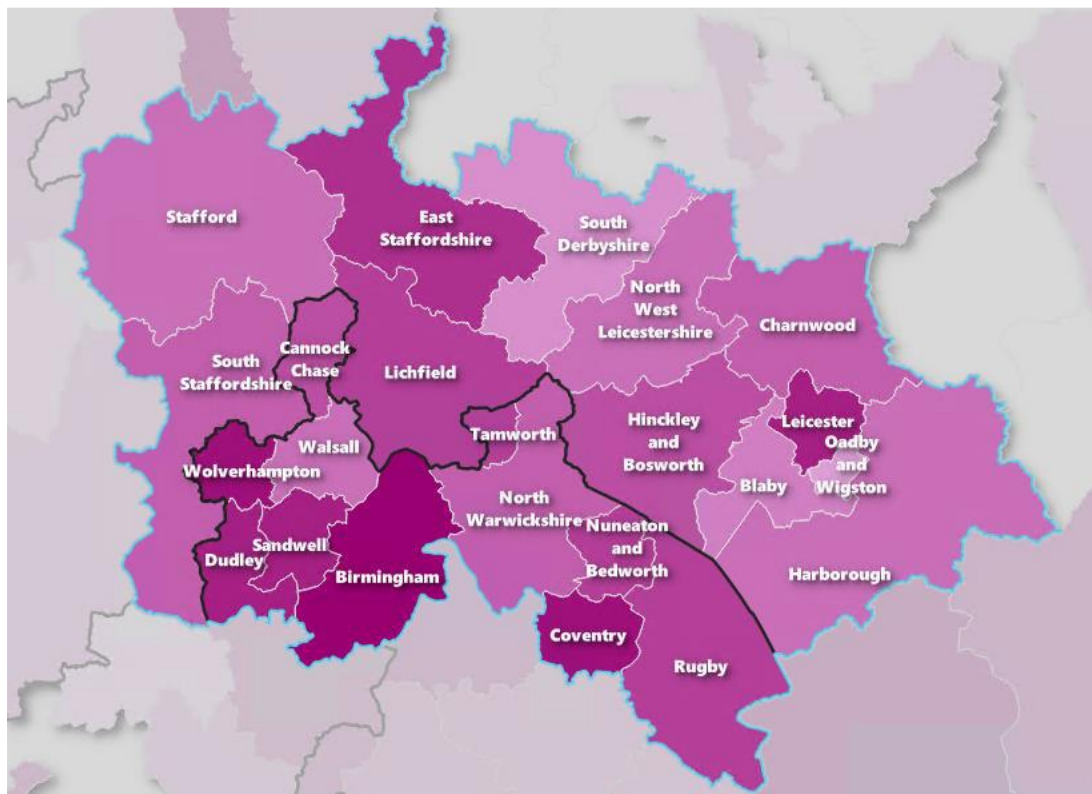 Stafford
East
Staffordshire
South
Derbyshire
North
West
Leicestershire
Charnwood
South
Staffordshire
Cannock
Chase
Lichfield
Hinckley
and
Bosworth
Leicester
Oadby
and
Wigston
Blaby
Tamworth
Walsall
Wolverhampton
North
Warwickshire
Nuneaton
and
Bedworth
Sandwell
Dudley
Birmingham
Harborough
Coventry
Rugby